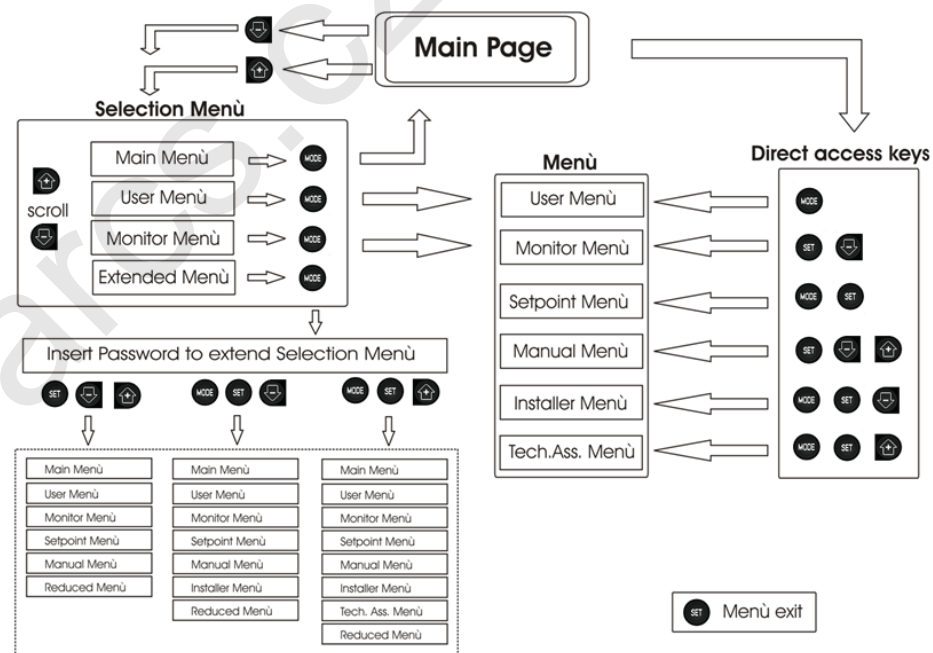 Main Page
Selection Menù
Main Menù MODE
User Menù MODE
scroll
Monitor Menù MODE
Extended Menù MODE
Insert Password to extend Selection Menù
SET
MODE SET
MODE SET
Main Menù
User Menù
Monitor Menù
Setpoint Menù
Manual Menù
Reduced Menù
Main Menù
User Menù
Monitor Menù
Setpoint Menù
Manual Menù
Installer Menù
Reduced Menù
Main Menù
User Menù
Monitor Menù
Setpoint Menù
Manual Menù
Installer Menù
Tech. Ass. Menù
Reduced Menù
Menù
User Menù
Monitor Menù
Setpoint Menù
Manual Menù
Installer Menù
Tech.Ass. Menù
Direct access keys
MODE
SET
MODE SET
SET
MODE SET
MODE SET
SET Menù exit